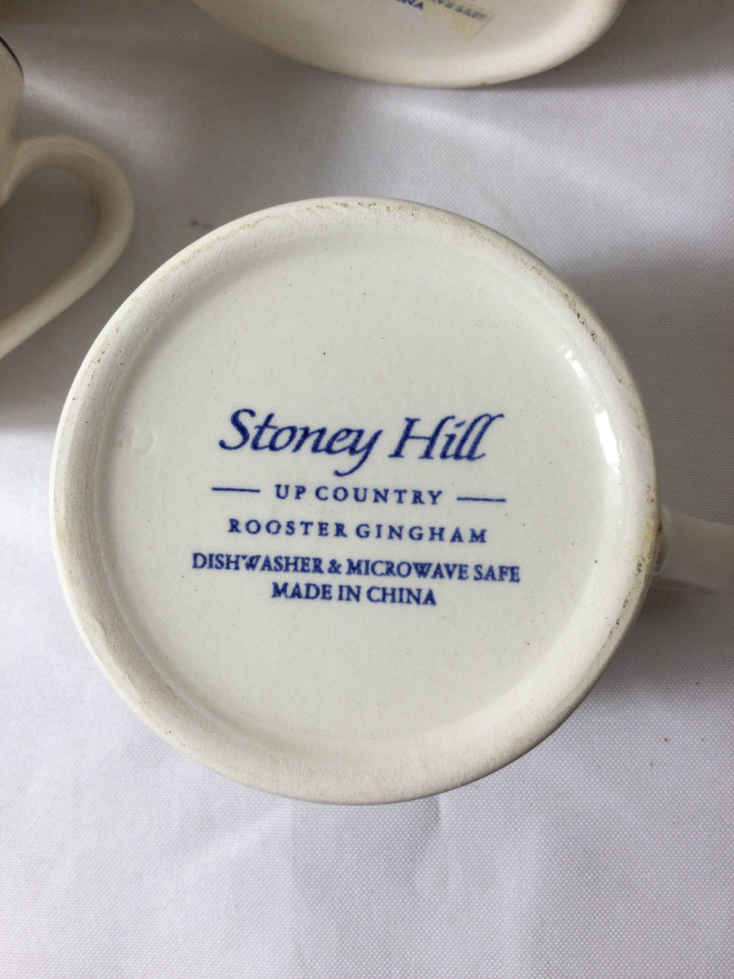 Stoney Hill
UP COUNTRY
ROOSTER GINGHAM
DISHWASHER & MICROWAVE SAFE
MADE IN CHINA